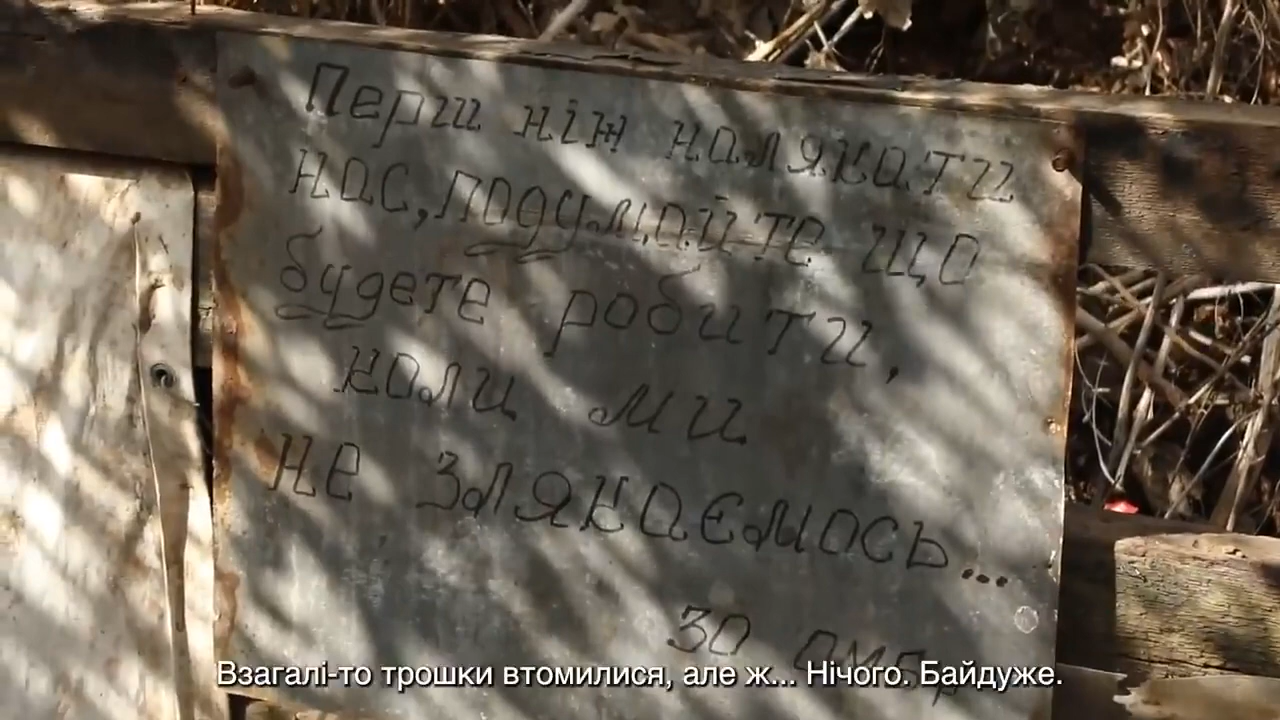 Перш ніж налякати
нас, подумайте що
будете робити,
коли ми
не злякаємось...
30 омбр
Взагалі-то трошки втомилися, але ж... Нічого. Байдуже.